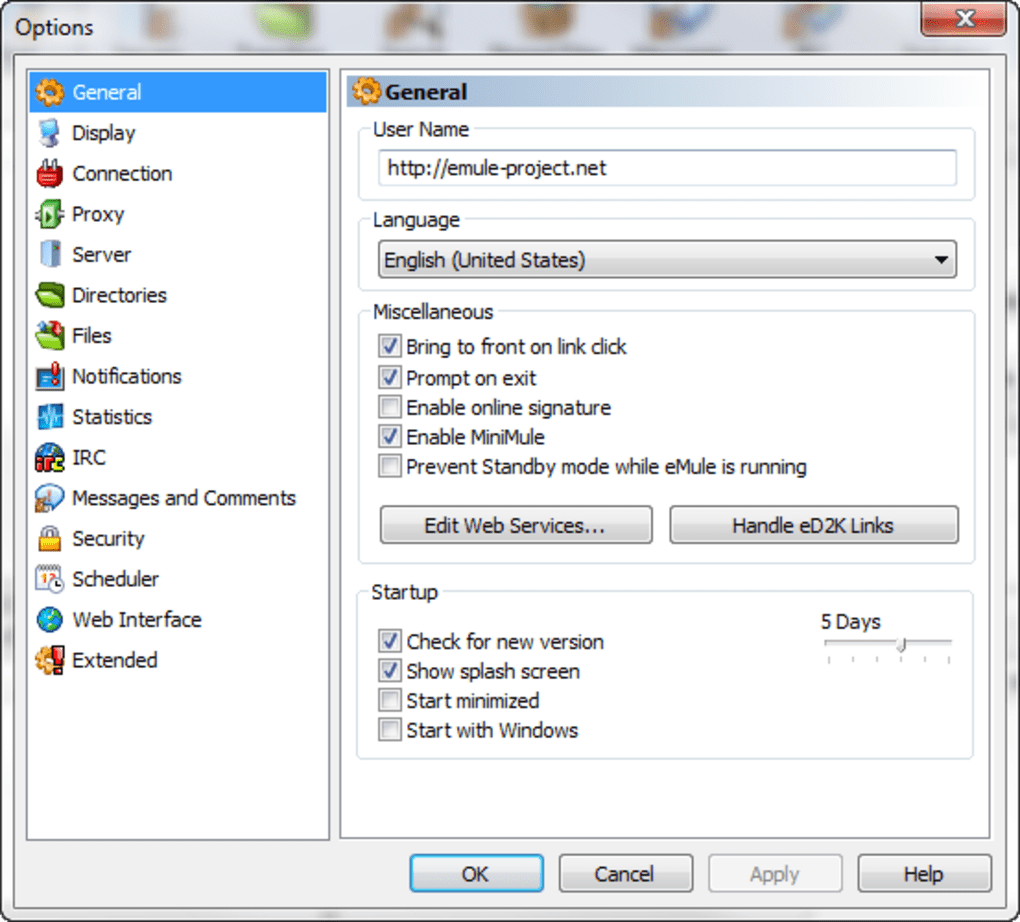 Options
General
Display
Connection
Proxy
Server
Directories
Files
Notifications
Statistics
IRC
Messages and Comments
Security
Scheduler
Web Interface
Extended
General
User Name
http://emule-project.net
Language
English (United States)
Miscellaneous
Bring to front on link click
Prompt on exit
Enable online signature
Enable MiniMule
Prevent Standby mode while eMule is running
Edit Web Services...
Handle eD2K Links
Startup
5 Days
Check for new version
Show splash screen
Start minimized
Start with Windows
OK
Cancel
Apply
Help